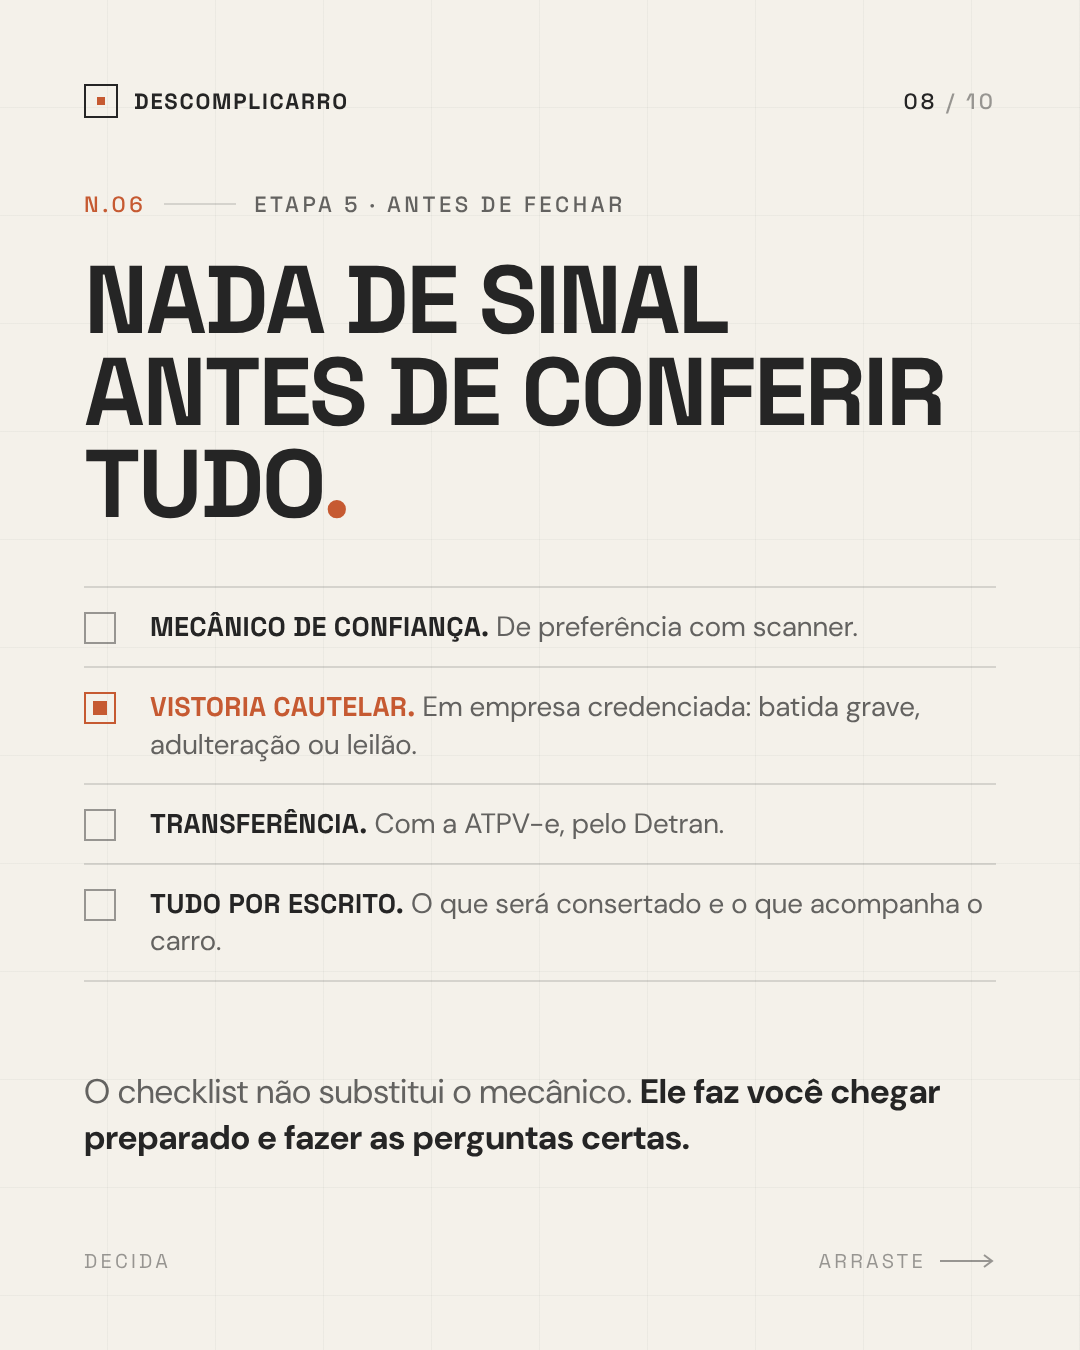 DESCOMPLICARRO
08 / 10
N.06
ETAPA 5 · ANTES DE FECHAR
NADA DE SINAL
ANTES DE CONFERIR
TUDO.
MECÂNICO DE CONFIANÇA. De preferência com scanner.
VISTORIA CAUTELAR. Em empresa credenciada: batida grave,
adulteração ou leilão.
TRANSFERÊNCIA. Com a ATPV-e, pelo Detran.
TUDO POR ESCRITO. O que será consertado e o que acompanha o
carro.
O checklist não substitui o mecânico. Ele faz você chegar
preparado e fazer as perguntas certas.
DECIDA
ARRASTE